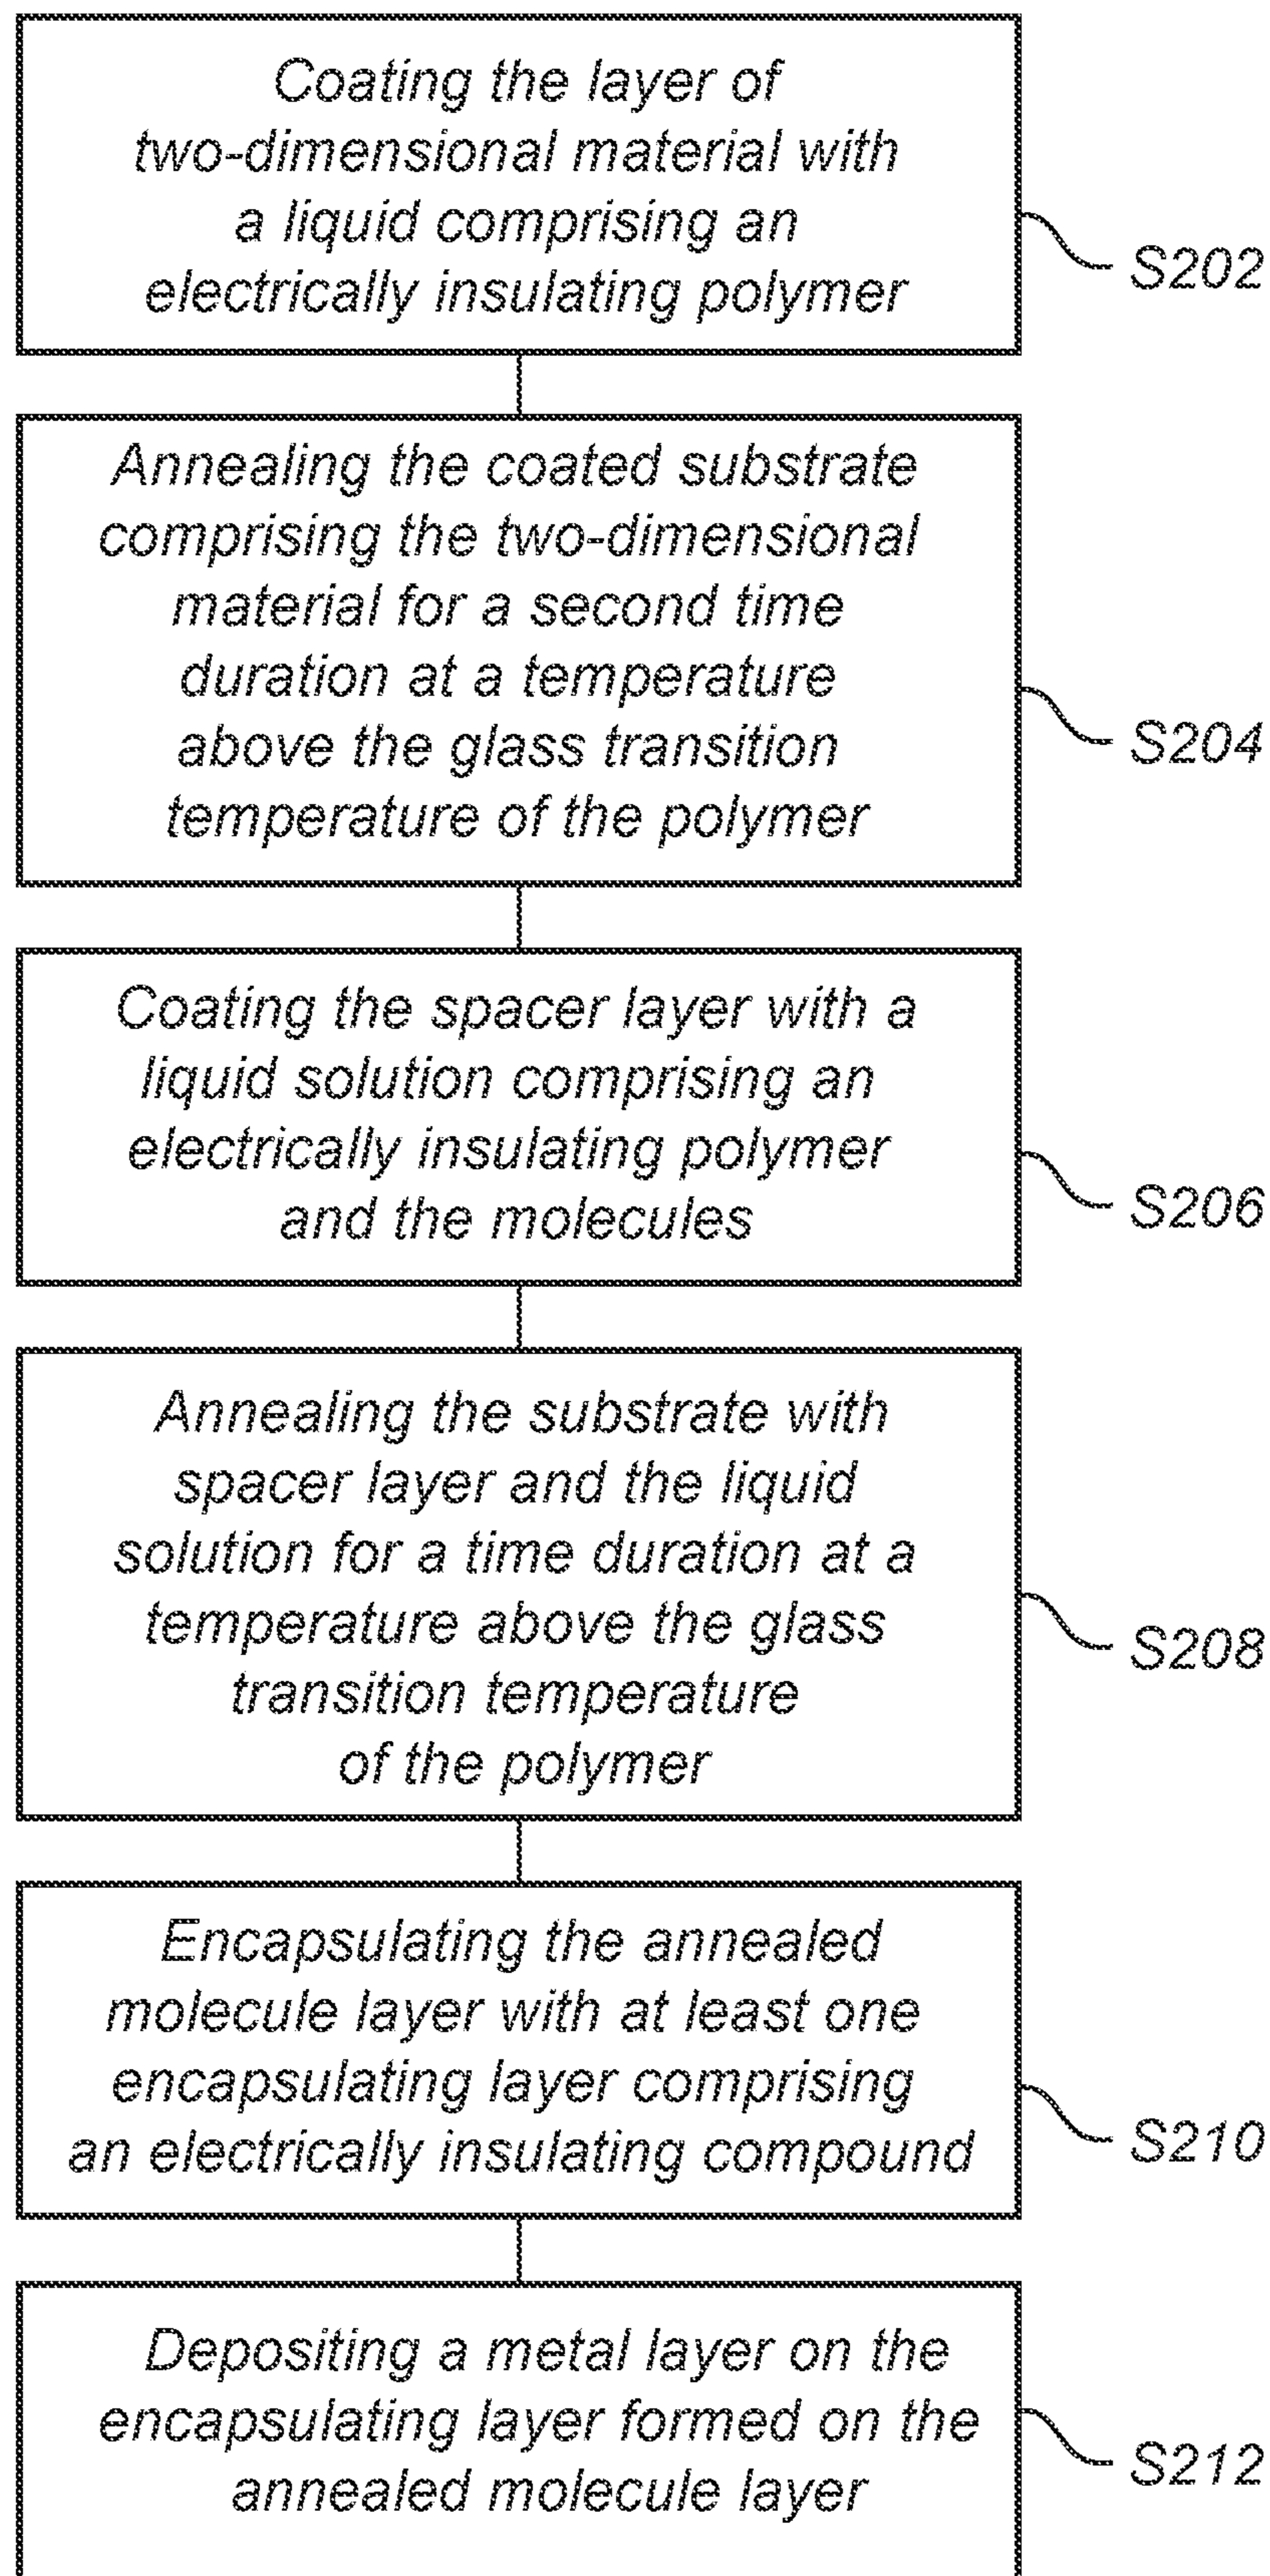 Coating the layer of
two-dimensional material with
a liquid comprising an
electrically insulating polymer
S202
Annealing the coated substrate
comprising the two-dimensional
material for a second time
duration at a temperature
above the glass transition
temperature of the polymer
S204
Coating the spacer layer with a
liquid solution comprising an
electrically insulating polymer
and the molecules
S206
Annealing the substrate with
spacer layer and the liquid
solution for a time duration at a
temperature above the glass
transition temperature
of the polymer
S208
Encapsulating the annealed
molecule layer with at least one
encapsulating layer comprising
an electrically insulating compound
S210
Depositing a metal layer on the
encapsulating layer formed on the
annealed molecule layer
S212